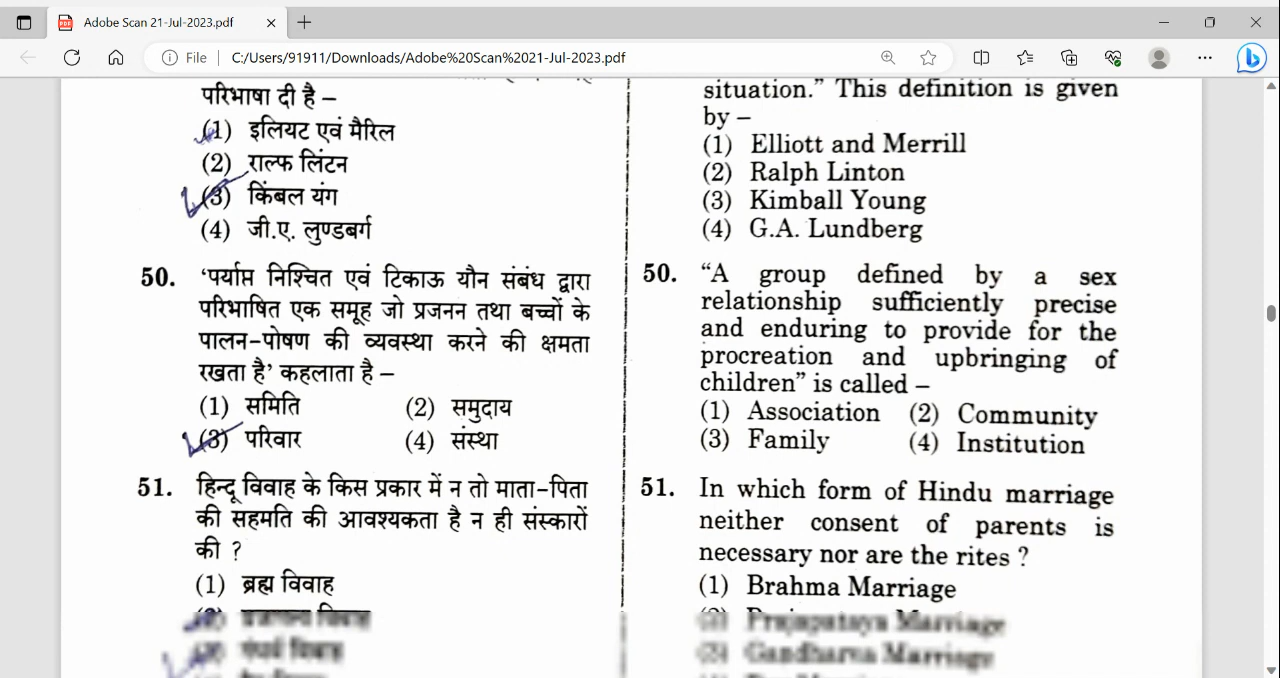 Adobe Scan 21-Jul-2023.pdf
File
C:/Users/91911/Downloads/Adobe%20Scan%2021-Jul-2023.pdf
परिभाषा दी है –
(1) इलियट एवं मैरिल
(2) राल्फ लिंटन
(3) किंबल यंग
(4) जी.ए. लुण्डबर्ग
50. ‘पर्याप्त निश्चित एवं टिकाऊ यौन संबंध द्वारा
परिभाषित एक समूह जो प्रजनन तथा बच्चों के
पालन-पोषण की व्यवस्था करने की क्षमता
रखता है’ कहलाता है –
(1) समिति (2) समुदाय
(3) परिवार (4) संस्था
51. हिन्दू विवाह के किस प्रकार में न तो माता-पिता
की सहमति की आवश्यकता है न ही संस्कारों
की ?
(1) ब्रह्म विवाह
situation.” This definition is given
by –
(1) Elliott and Merrill
(2) Ralph Linton
(3) Kimball Young
(4) G.A. Lundberg
50. “A group defined by a sex
relationship sufficiently precise
and enduring to provide for the
procreation and upbringing of
children” is called –
(1) Association (2) Community
(3) Family (4) Institution
51. In which form of Hindu marriage
neither consent of parents is
necessary nor are the rites ?
(1) Brahma Marriage
(2) Prajapataya Marriage
(3) Gandharva Marriage